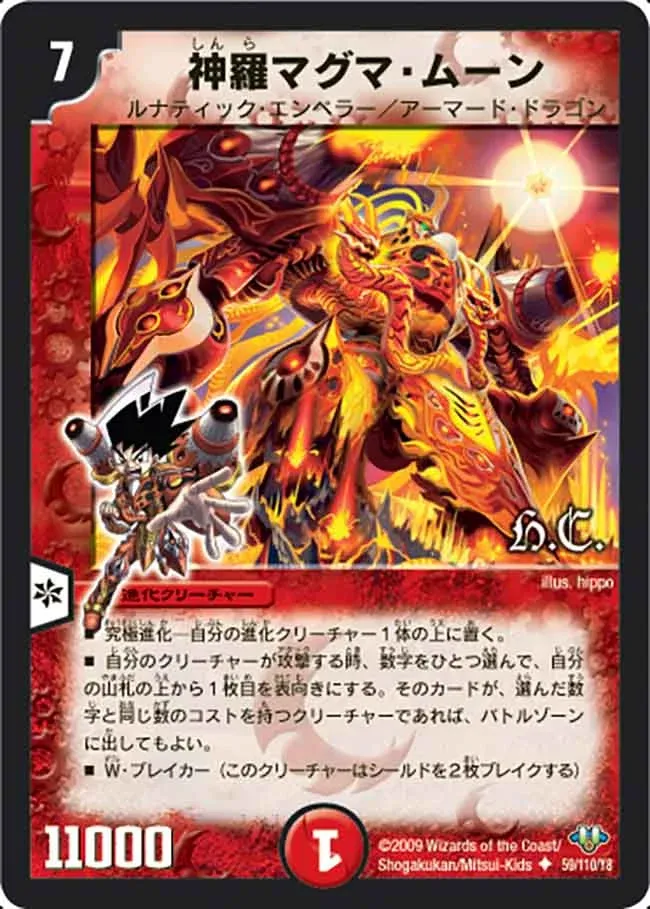 7
しん ら
神羅マグマ・ムーン
ルナティック・エンペラー／アーマード・ドラゴン
H.C.
illus. hippo
進化クリーチャー
■ 究極進化―自分の進化クリーチャー１体の上に置く。
■ 自分のクリーチャーが攻撃する時、数字をひとつ選んで、自分
の山札の上から１枚目を表向きにする。そのカードが、選んだ数
字と同じ数のコストを持つクリーチャーであれば、バトルゾーン
に出してもよい。
■ W・ブレイカー（このクリーチャーはシールドを２枚ブレイクする）
11000
1
©2009 Wizards of the Coast/
Shogakukan/Mitsui-Kids
59/110/Y8